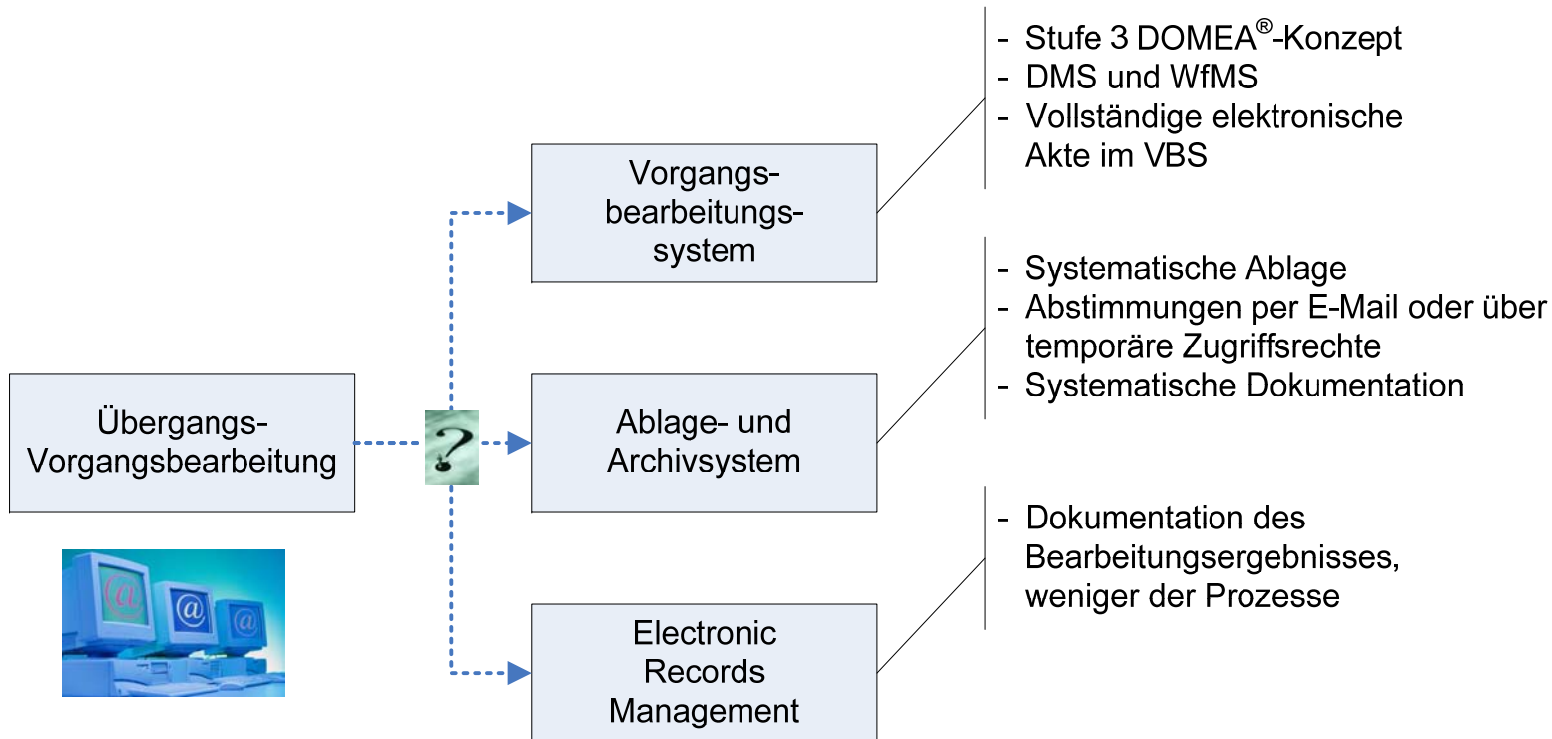 Übergangs-
Vorgangsbearbeitung
?
@
@
@
Vorgangs-
bearbeitungs-
system
- Stufe 3 DOMEA®-Konzept
- DMS und WfMS
- Vollständige elektronische
Akte im VBS
Ablage- und
Archivsystem
- Systematische Ablage
- Abstimmungen per E-Mail oder über
temporäre Zugriffsrechte
- Systematische Dokumentation
Electronic
Records
Management
- Dokumentation des
Bearbeitungsergebnisses,
weniger der Prozesse